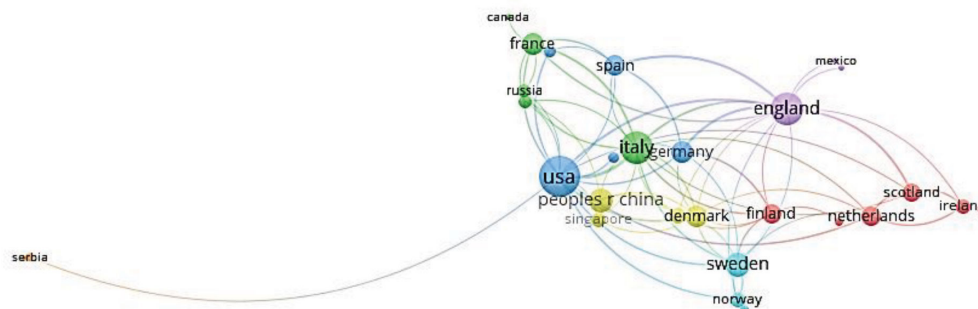 canada
france
spain
mexico
russia
england
italy
germany
usa
peoples r china
scotland
singapore
denmark
finland
netherlands
irelan
serbia
sweden
norway